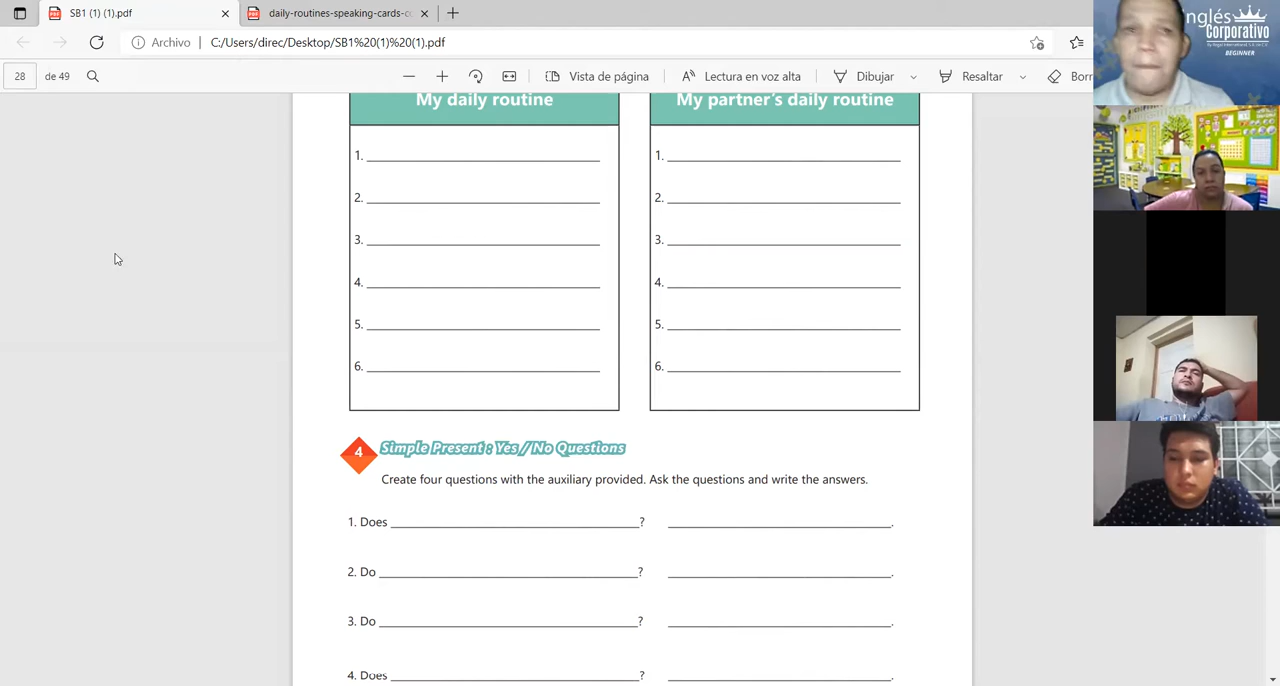 SB1 (1) (1).pdf
daily-routines-speaking-cards-
Archivo
C:/Users/direc/Desktop/SB1%20(1)%20(1).pdf
28
de 49
Vista de página
Lectura en voz alta
Dibujar
Resaltar
Borr
My daily routine
1.
2.
3.
4.
5.
6.
My partner's daily routine
1.
2.
3.
4.
5.
6.
4
Simple Present : Yes / No Questions
Create four questions with the auxiliary provided. Ask the questions and write the answers.
1. Does ?
2. Do ?
3. Do ?
4. Does ?
nglés
Corporativo
BEGINNER